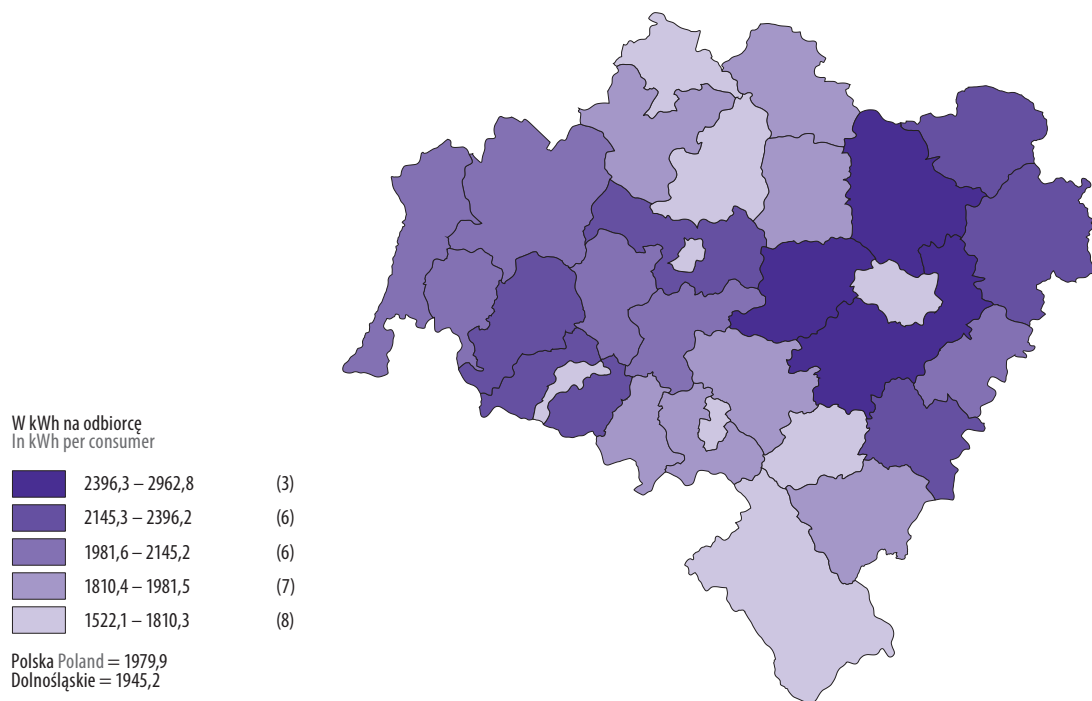 W kWh na odbiorcę
In kWh per consumer
2396,3 – 2962,8 (3)
2145,3 – 2396,2 (6)
1981,6 – 2145,2 (6)
1810,4 – 1981,5 (7)
1522,1 – 1810,3 (8)
Polska Poland = 1979,9
Dolnośląskie = 1945,2